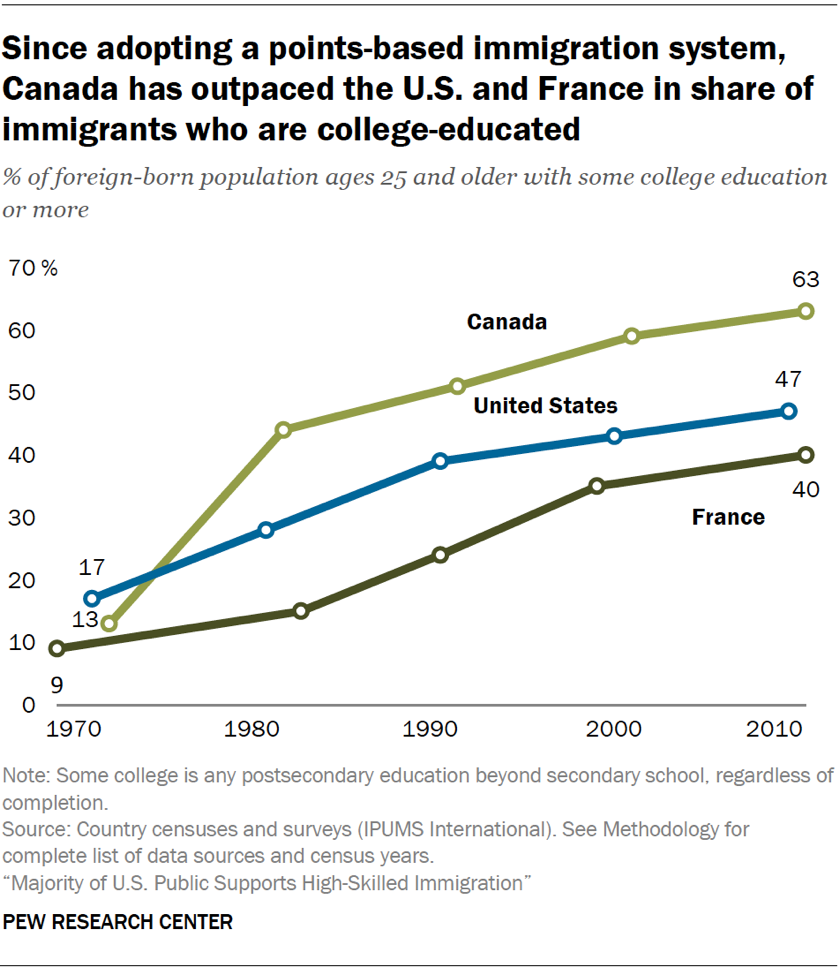 Since adopting a points-based immigration system,
Canada has outpaced the U.S. and France in share of
immigrants who are college-educated
% of foreign-born population ages 25 and older with some college education
or more
70 %
63
Canada
60
47
50
United States
40
40
France
30
17
20
13
10
9
0
1970
1980
1990
2000
2010
Note: Some college is any postsecondary education beyond secondary school, regardless of
completion.
Source: Country censuses and surveys (IPUMS International). See Methodology for
complete list of data sources and census years.
“Majority of U.S. Public Supports High-Skilled Immigration”
PEW RESEARCH CENTER